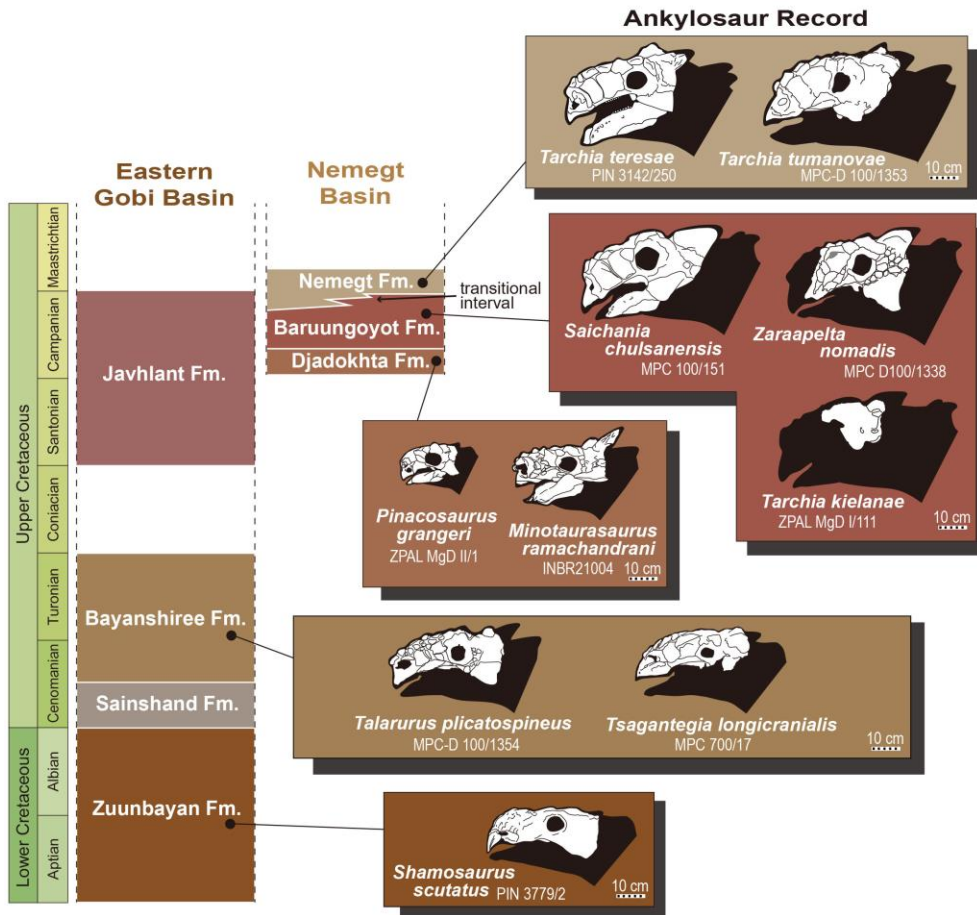 Ankylosaur Record
Tarchia teresae
PIN 3142/250
Tarchia tumanovae
MPC-D 100/1353
10 cm
Eastern
Gobi Basin
Nemegt
Basin
Upper Cretaceous
Lower Cretaceous
Maastrichtian
Campanian
Santonian
Coniacian
Turonian
Cenomanian
Albian
Aptian
Nemegt Fm.
transitional
interval
Baruungoyot Fm.
Djadokhta Fm.
Javhlant Fm.
Bayanshiree Fm.
Sainshand Fm.
Zuunbayan Fm.
Saichania
chulsanensis
MPC 100/151
Zaraapelta
nomadis
MPC D100/1338
Tarchia kielanae
ZPAL MgD I/111
10 cm
Pinacosaurus
grangeri
ZPAL MgD II/1
Minotaurasaurus
ramachandrani
INBR21004
10 cm
Talarurus plicatospineus
MPC-D 100/1354
Tsagantegia longicranialis
MPC 700/17
10 cm
Shamosaurus
scutatus PIN 3779/2
10 cm